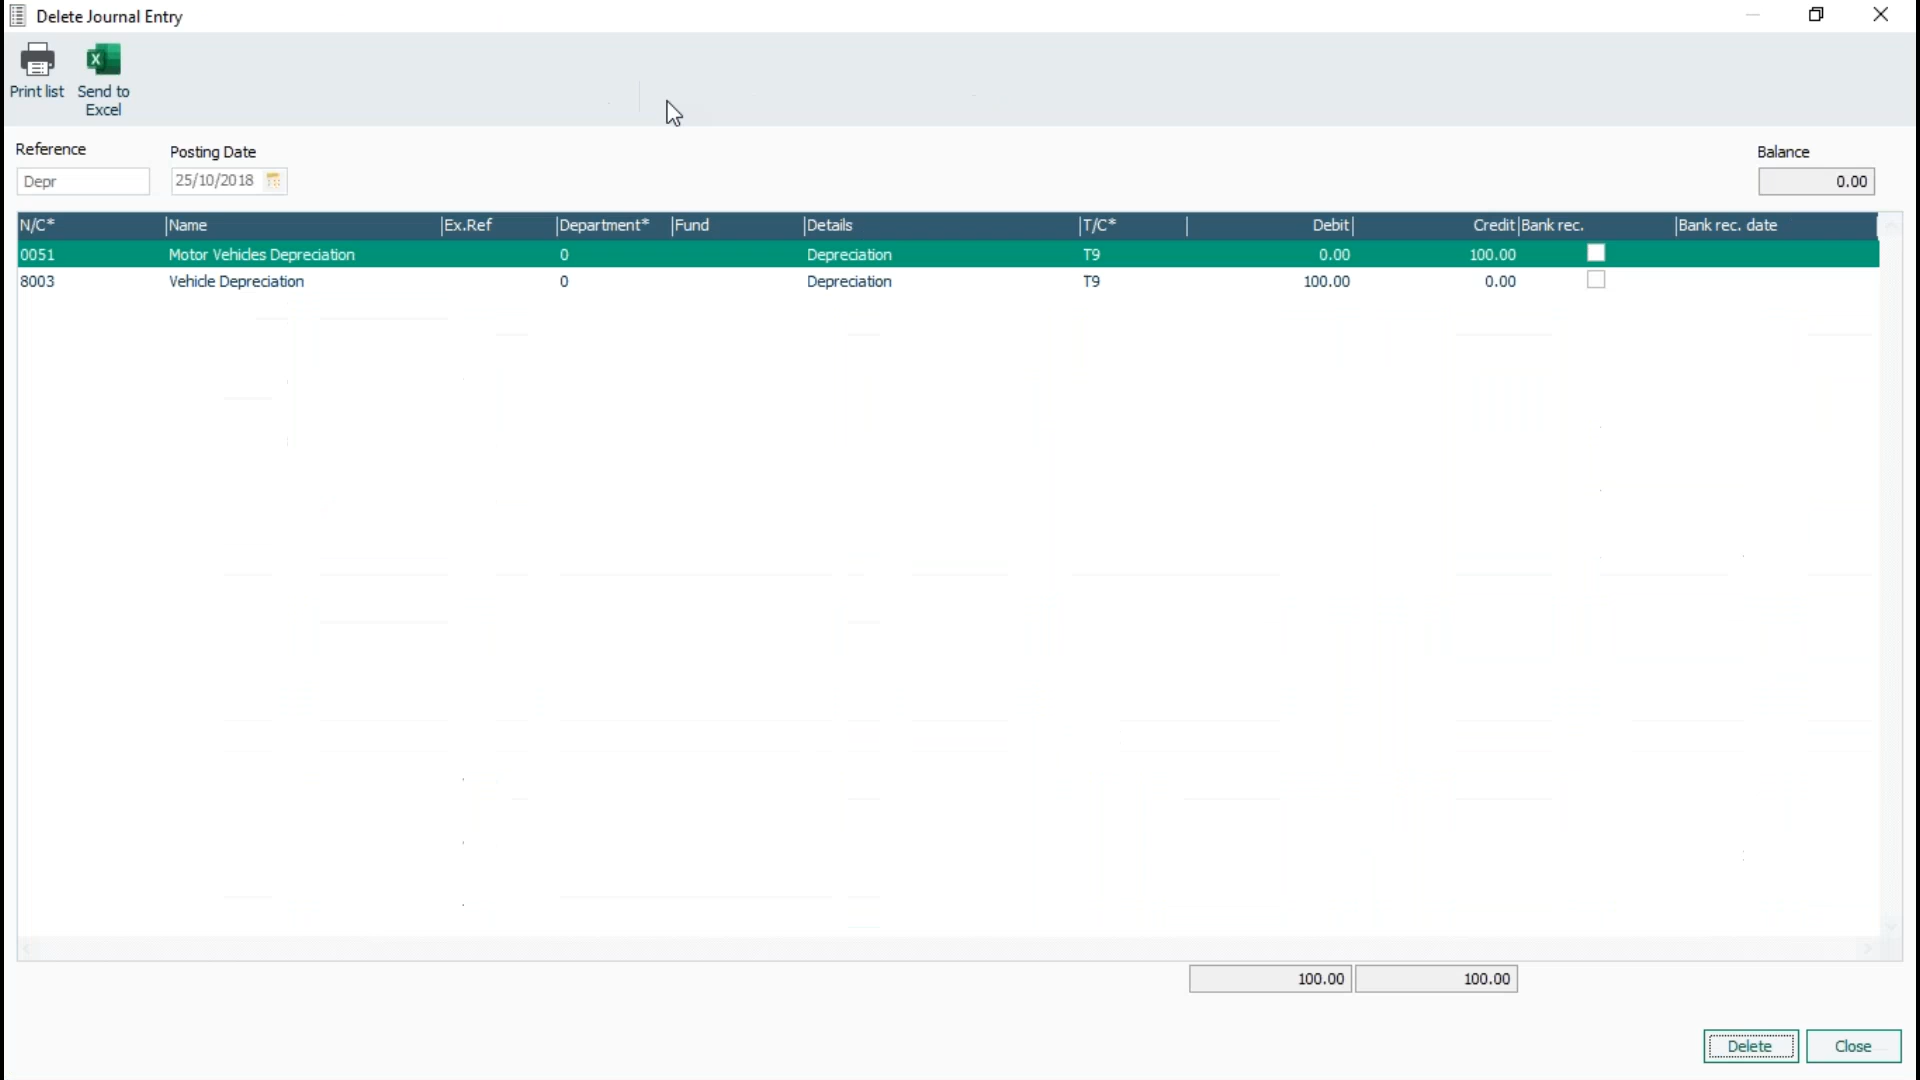 Delete Journal Entry
Print list Send to
Excel
Reference Posting Date Balance
Depr 25/10/2018 0.00
N/C* Name Ex.Ref Department* Fund Details T/C* Debit Credit Bank rec. Bank rec. date
0051 Motor Vehicles Depreciation 0 Depreciation T9 0.00 100.00
8003 Vehicle Depreciation 0 Depreciation T9 100.00 0.00
100.00 100.00
Delete Close